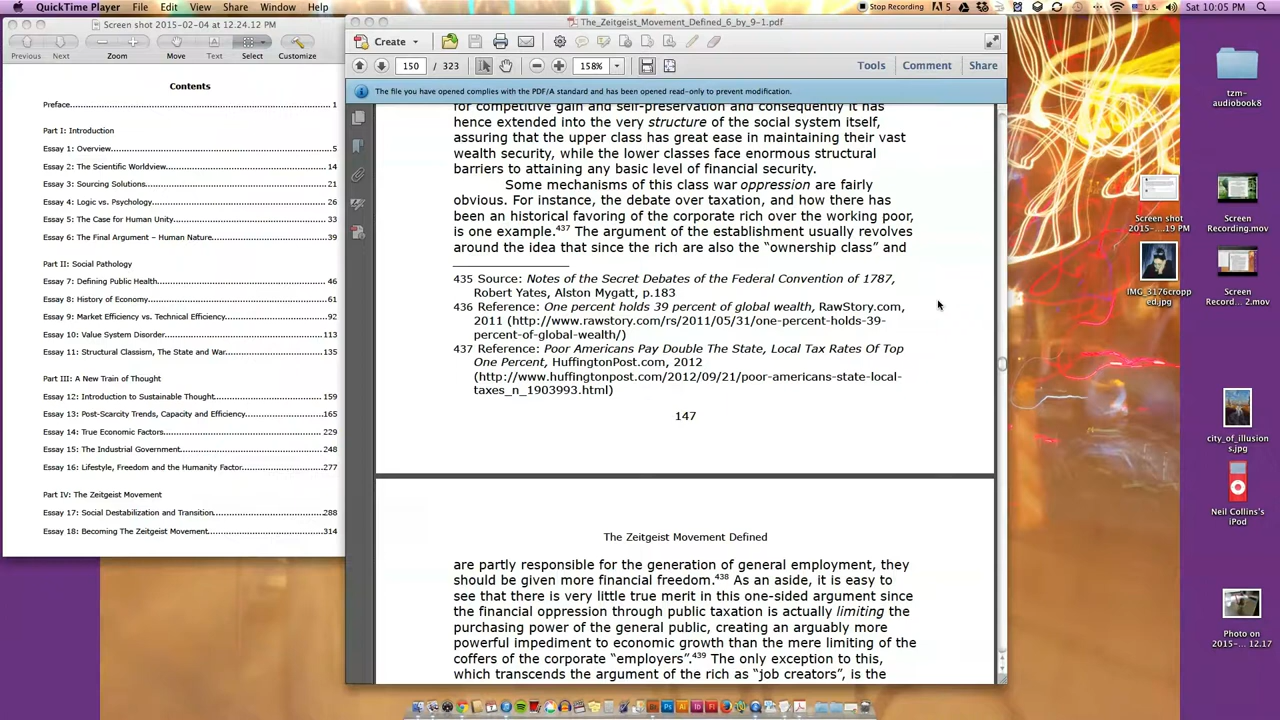 QuickTime Player File Edit View Share Window Help
Stop Recording
U.S. Sat 10:05 PM
Screen shot 2015-02-04 at 12.24.12 PM
Previous Next Zoom Move Text Select Customize
Contents
Preface 1
Part I: Introduction
Essay 1: Overview 5
Essay 2: The Scientific Worldview 14
Essay 3: Sourcing Solutions 21
Essay 4: Logic vs. Psychology 26
Essay 5: The Case for Human Unity 33
Essay 6: The Final Argument – Human Nature 39
Part II: Social Pathology
Essay 7: Defining Public Health 46
Essay 8: History of Economy 61
Essay 9: Market Efficiency vs. Technical Efficiency 92
Essay 10: Value System Disorder 113
Essay 11: Structural Classism, The State and War 135
Part III: A New Train of Thought
Essay 12: Introduction to Sustainable Thought 159
Essay 13: Post-Scarcity Trends, Capacity and Efficiency 165
Essay 14: True Economic Factors 229
Essay 15: The Industrial Government 248
Essay 16: Lifestyle, Freedom and the Humanity Factor 277
Part IV: The Zeitgeist Movement
Essay 17: Social Destabilization and Transition 288
Essay 18: Becoming The Zeitgeist Movement 314
The_Zeitgeist_Movement_Defined_6_by_9-1.pdf
Create
150 / 323
158%
Tools Comment Share
The file you have opened complies with the PDF/A standard and has been opened read-only to prevent modification.
for competitive gain and self-preservation and consequently it has
hence extended into the very structure of the social system itself,
assuring that the upper class has great ease in maintaining their vast
wealth security, while the lower classes face enormous structural
barriers to attaining any basic level of financial security.
Some mechanisms of this class war oppression are fairly
obvious. For instance, the debate over taxation, and how there has
been an historical favoring of the corporate rich over the working poor,
is one example.437 The argument of the establishment usually revolves
around the idea that since the rich are also the “ownership class” and
435 Source: Notes of the Secret Debates of the Federal Convention of 1787,
Robert Yates, Alston Mygatt, p.183
436 Reference: One percent holds 39 percent of global wealth, RawStory.com,
2011 (http://www.rawstory.com/rs/2011/05/31/one-percent-holds-39-
percent-of-global-wealth/)
437 Reference: Poor Americans Pay Double The State, Local Tax Rates Of Top
One Percent, HuffingtonPost.com, 2012
(http://www.huffingtonpost.com/2012/09/21/poor-americans-state-local-
taxes_n_1903993.html)
147
The Zeitgeist Movement Defined
are partly responsible for the generation of general employment, they
should be given more financial freedom.438 As an aside, it is easy to
see that there is very little true merit in this one-sided argument since
the financial oppression through public taxation is actually limiting the
purchasing power of the general public, creating an arguably more
powerful impediment to economic growth than the mere limiting of the
coffers of the corporate “employers”.439 The only exception to this,
which transcends the argument of the rich as “job creators”, is the
tzm-
audiobook8
Screen shot
2015-....19 PM
Screen
Recording.mov
IMG_3176cropp
ed.jpg
Screen
Record... 2.mov
city_of_illusion
s.jpg
Neil Collins's
iPod
Photo on
2015-... 12.17